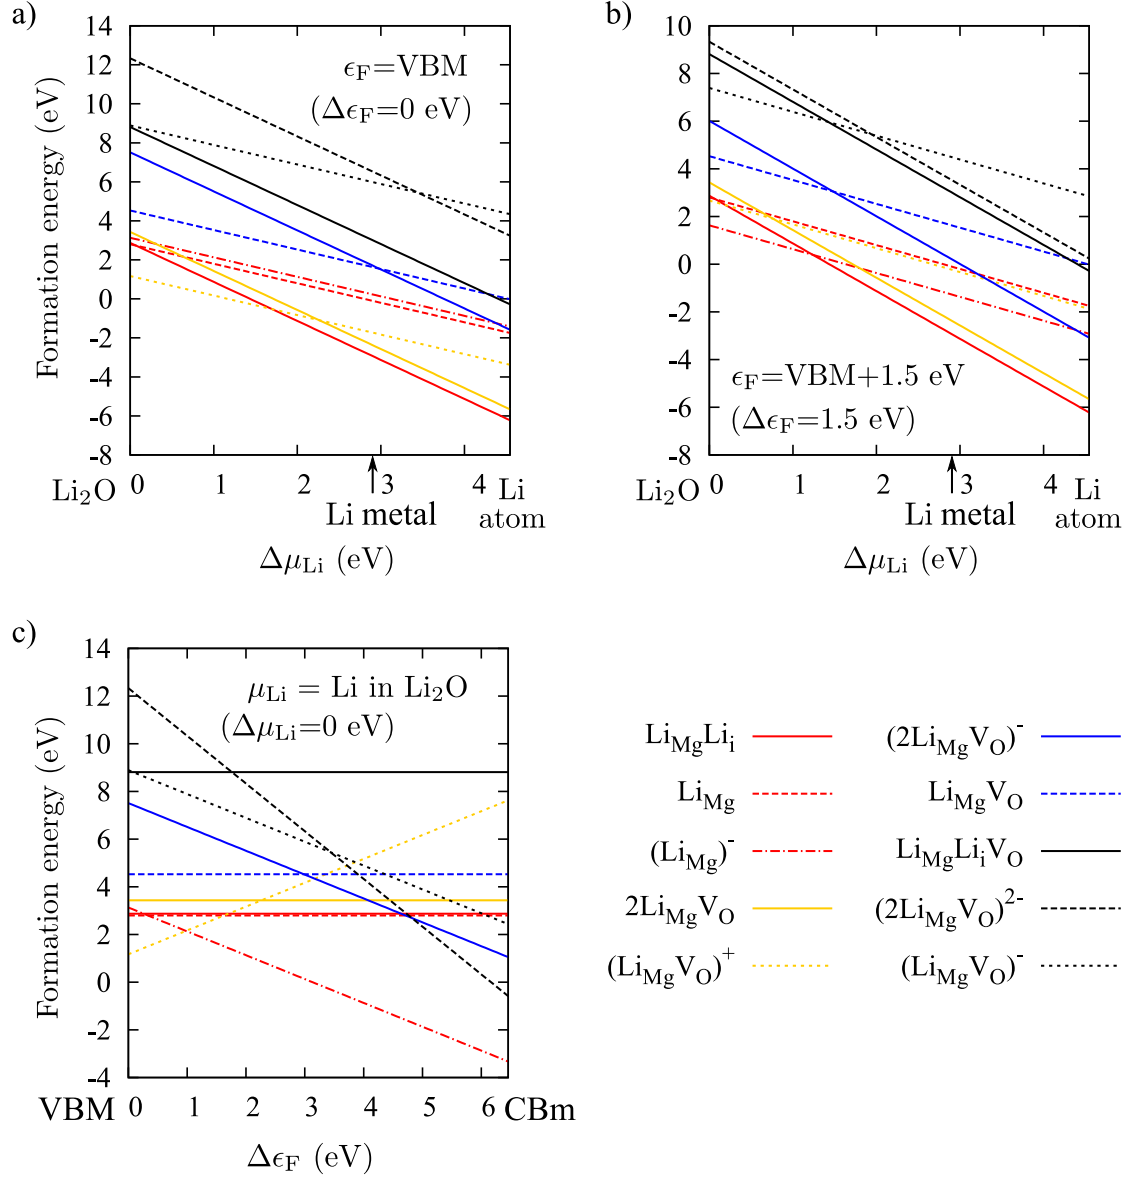 a)
Formation energy (eV)
14
12
10
8
6
4
2
0
-2
-4
-6
-8
ϵF=VBM
(ΔϵF=0 eV)
Li2O 0 1 2 3 4 Li
Li metal atom
ΔμLi (eV)
b)
10
8
6
4
2
0
-2
-4
-6
-8
ϵF=VBM+1.5 eV
(ΔϵF=1.5 eV)
Li2O 0 1 2 3 4 Li
Li metal atom
ΔμLi (eV)
c)
Formation energy (eV)
14
12
10
8
6
4
2
0
-2
-4
μLi = Li in Li2O
(ΔμLi=0 eV)
VBM 0 1 2 3 4 5 6 CBm
ΔϵF (eV)
LiMgLii (2LiMgVO)-
LiMg LiMgVO
(LiMg)- LiMgLiiVO
2LiMgVO (2LiMgVO)2-
(LiMgVO)+ (LiMgVO)-